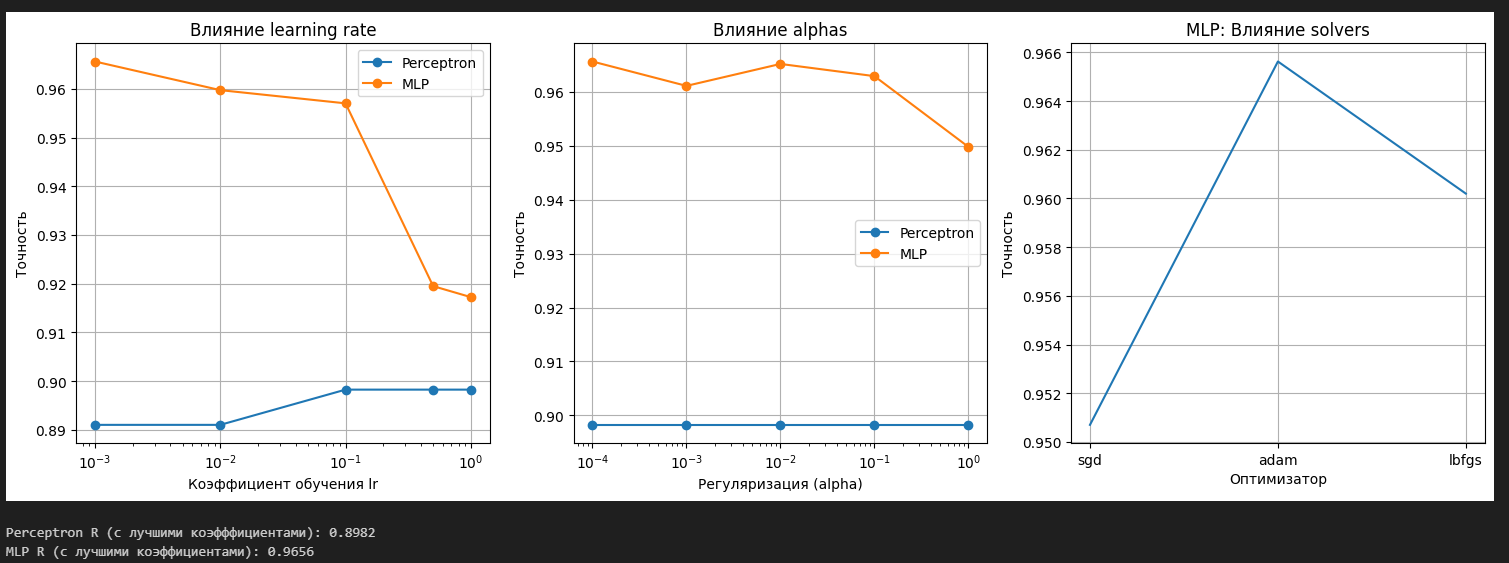 Влияние learning rate
Perceptron
MLP
0.96
0.95
0.94
0.93
0.92
0.91
0.90
0.89
Точность
10⁻³ 10⁻² 10⁻¹ 10⁰
Коэффициент обучения lr
Влияние alphas
0.96
0.95
0.94
0.93
0.92
0.91
0.90
Точность
Perceptron
MLP
10⁻⁴ 10⁻³ 10⁻² 10⁻¹ 10⁰
Регуляризация (alpha)
MLP: Влияние solvers
0.966
0.964
0.962
0.960
0.958
0.956
0.954
0.952
0.950
Точность
sgd adam lbfgs
Оптимизатор
Perceptron R (с лучшими коэфффициентами): 0.8982
MLP R (с лучшими коэффициентами): 0.9656